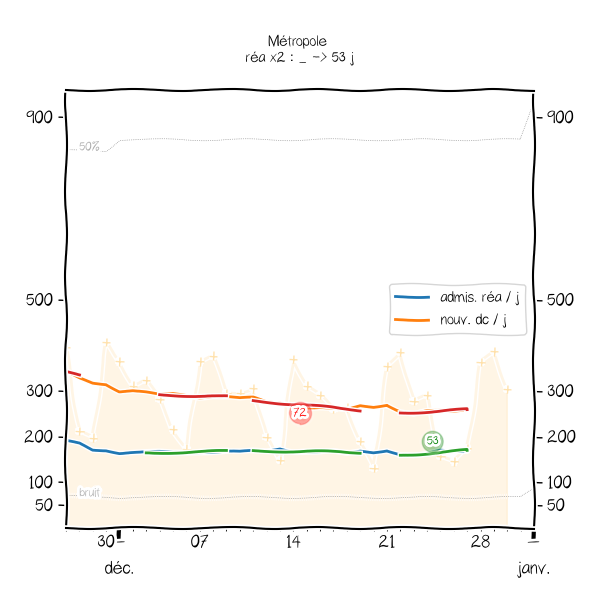 Métropole
réa x2 : _ -> 53 j
900
900
50%
500
500
admis. réa / j
nouv. dc / j
300
300
72
53
200
200
100
100
bruit
50
50
30
07
14
21
28
déc.
janv.